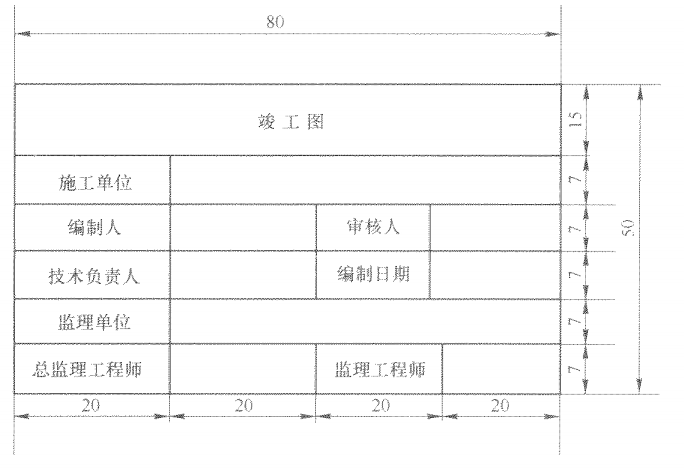 80
竣工图
15
施工单位
7
编制人
审核人
7
50
技术负责人
编制日期
7
监理单位
7
总监理工程师
监理工程师
7
20
20
20
20